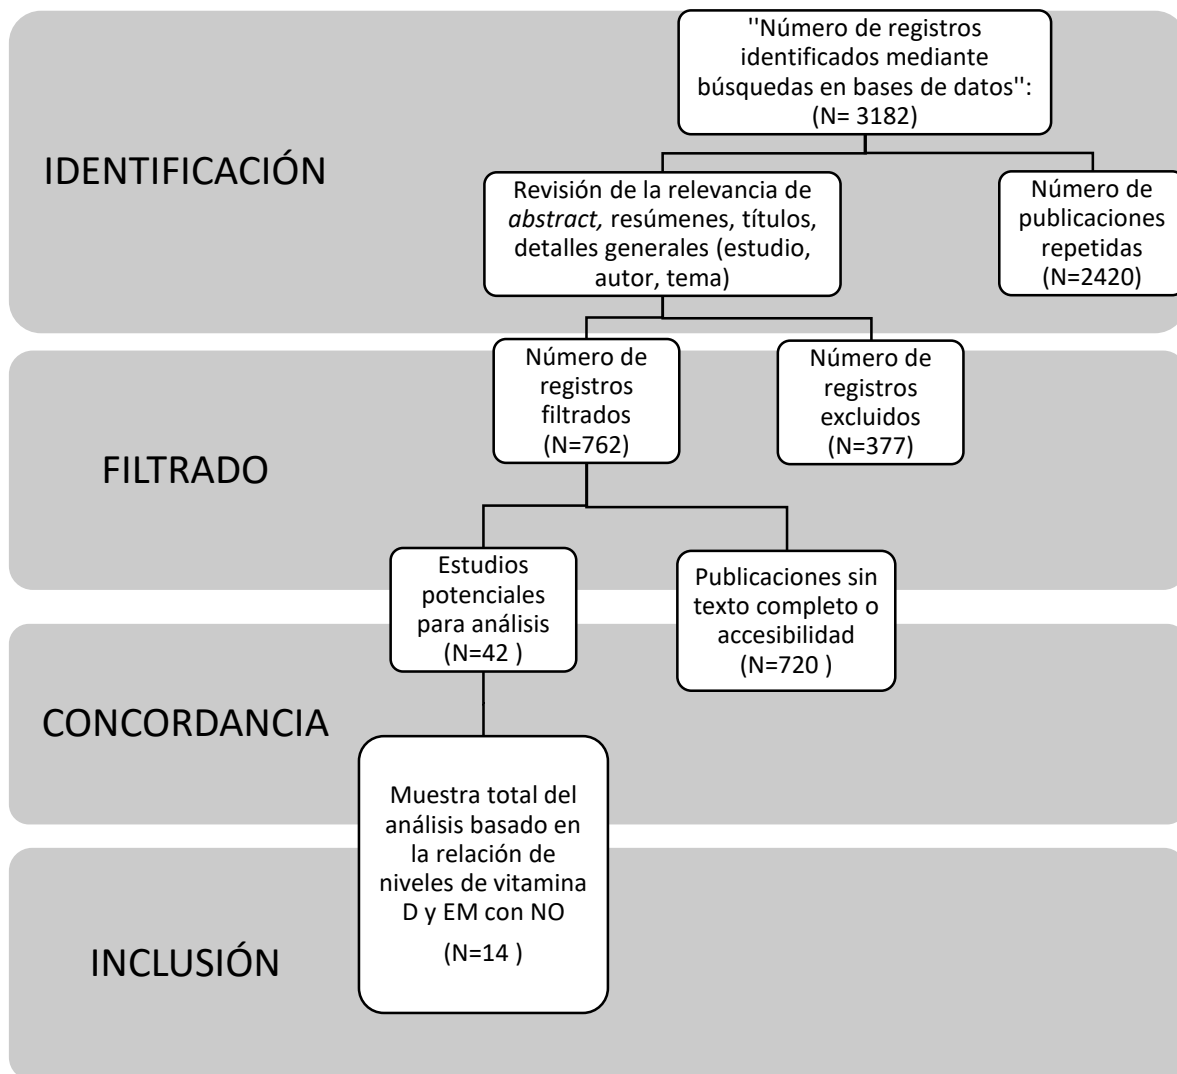 ''Número de registros
identificados mediante
búsquedas en bases de datos'':
(N= 3182)
IDENTIFICACIÓN
Revisión de la relevancia de
abstract, resúmenes, títulos,
detalles generales (estudio,
autor, tema)
Número de
publicaciones
repetidas
(N=2420)
FILTRADO
Número de
registros
filtrados
(N=762)
Número de
registros
excluidos
(N=377)
Estudios
potenciales
para análisis
(N=42 )
Publicaciones sin
texto completo o
accesibilidad
(N=720 )
CONCORDANCIA
Muestra total del
análisis basado en
la relación de
niveles de vitamina
D y EM con NO
(N=14 )
INCLUSIÓN